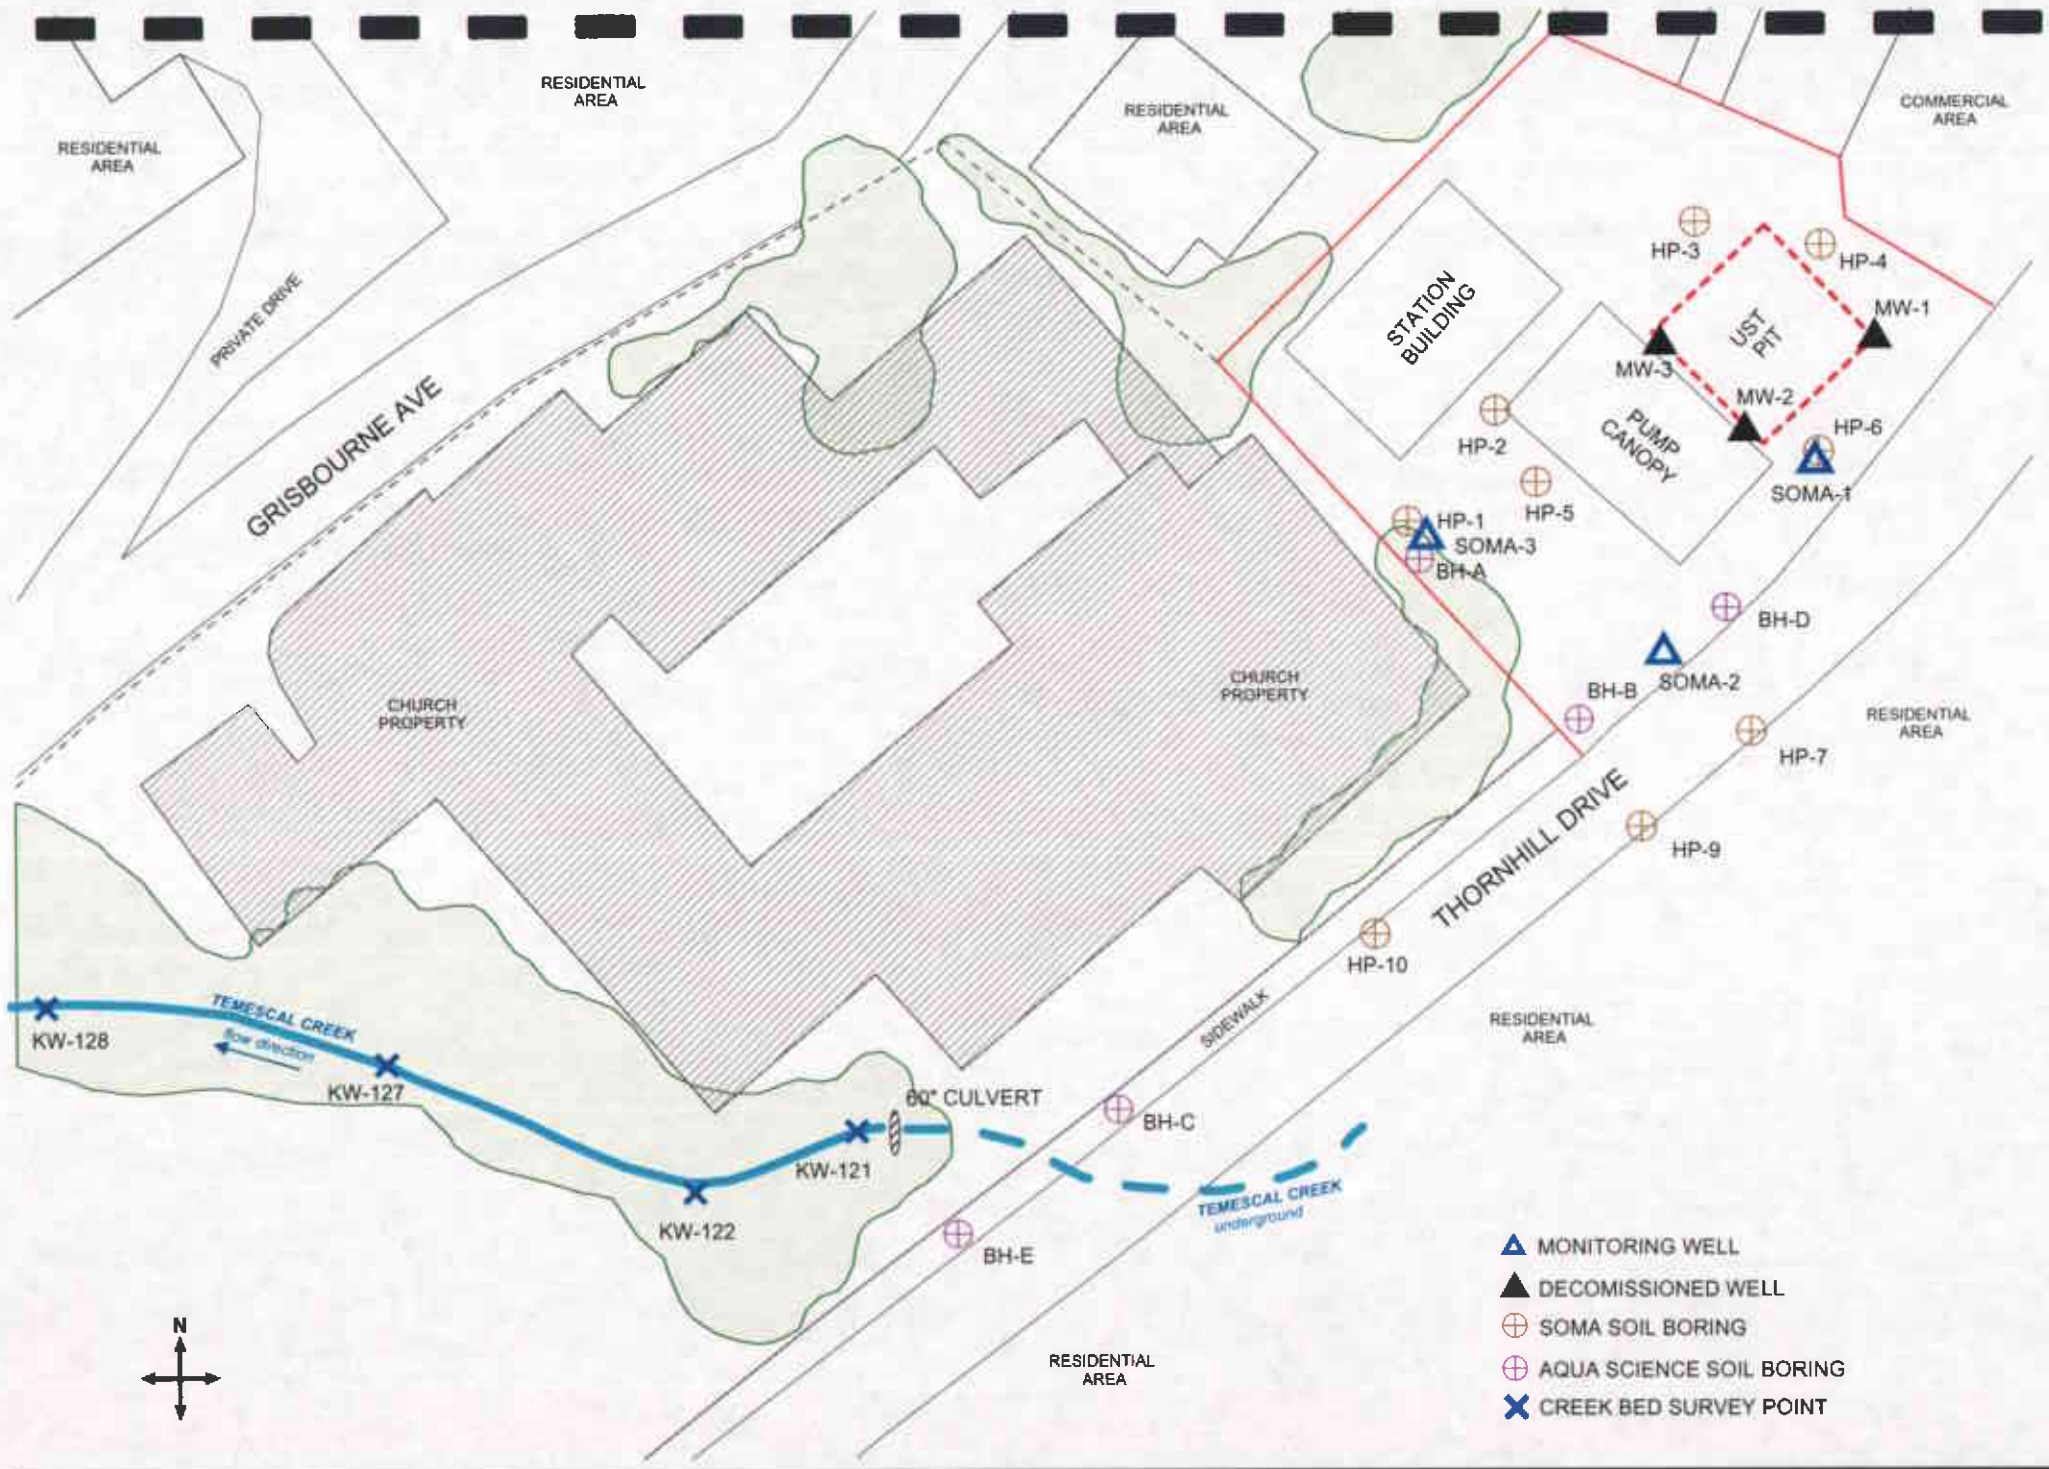 RESIDENTIAL
AREA
RESIDENTIAL
AREA
COMMERCIAL
AREA
RESIDENTIAL
AREA
HP-3
HP-4
PRIVATE DRIVE
STATION
BUILDING
UST
PIT
MW-1
MW-3
MW-2
GRISBOURNE AVE
HP-2
PUMP
CANOPY
HP-6
SOMA-1
HP-1
HP-5
SOMA-3
BH-A
BH-D
CHURCH
PROPERTY
CHURCH
PROPERTY
BH-B
SOMA-2
RESIDENTIAL
AREA
HP-7
THORNHILL DRIVE
HP-9
HP-10
TEMESCAL CREEK
flow direction
KW-128
SIDEWALK
RESIDENTIAL
AREA
KW-127
60" CULVERT
BH-C
KW-121
TEMESCAL CREEK
underground
KW-122
BH-E
MONITORING WELL
DECOMISSIONED WELL
N
SOMA SOIL BORING
RESIDENTIAL
AREA
AQUA SCIENCE SOIL BORING
CREEK BED SURVEY POINT